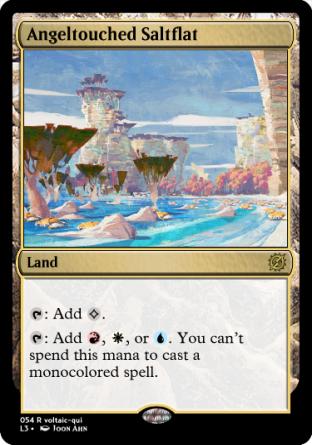 Angeltouched Saltflat
Land
: Add .
: Add , , or . You can't
spend this mana to cast a
monocolored spell.
054 R voltaic-qui
L3 • Joon Ahn